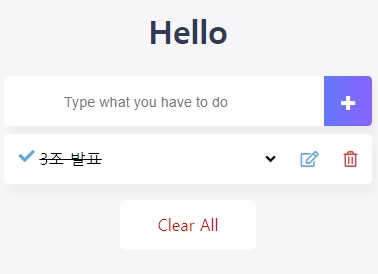 Hello
Type what you have to do
3조 발표
Clear All